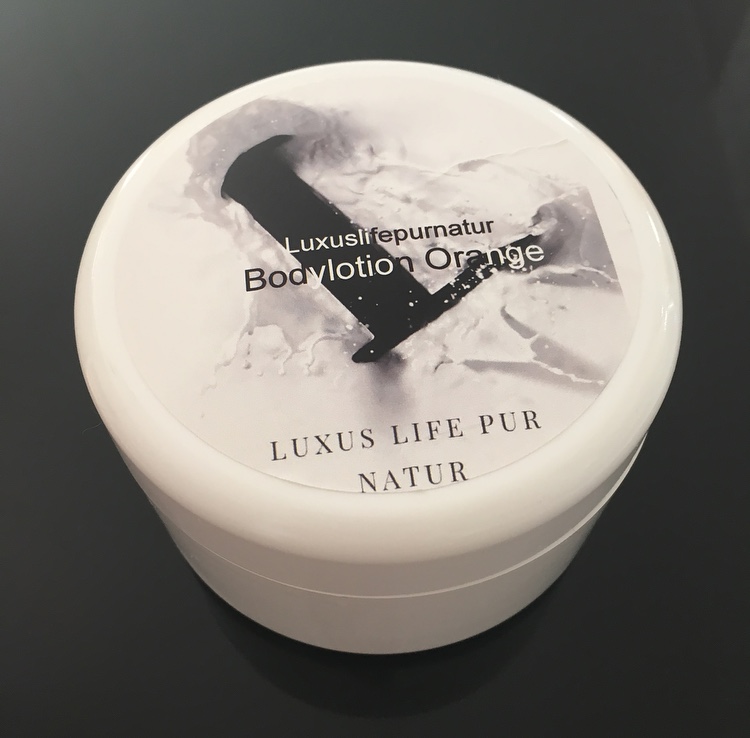 Luxuslifepurnatur
Bodylotion Orange
LUXUS LIFE PUR
NATUR